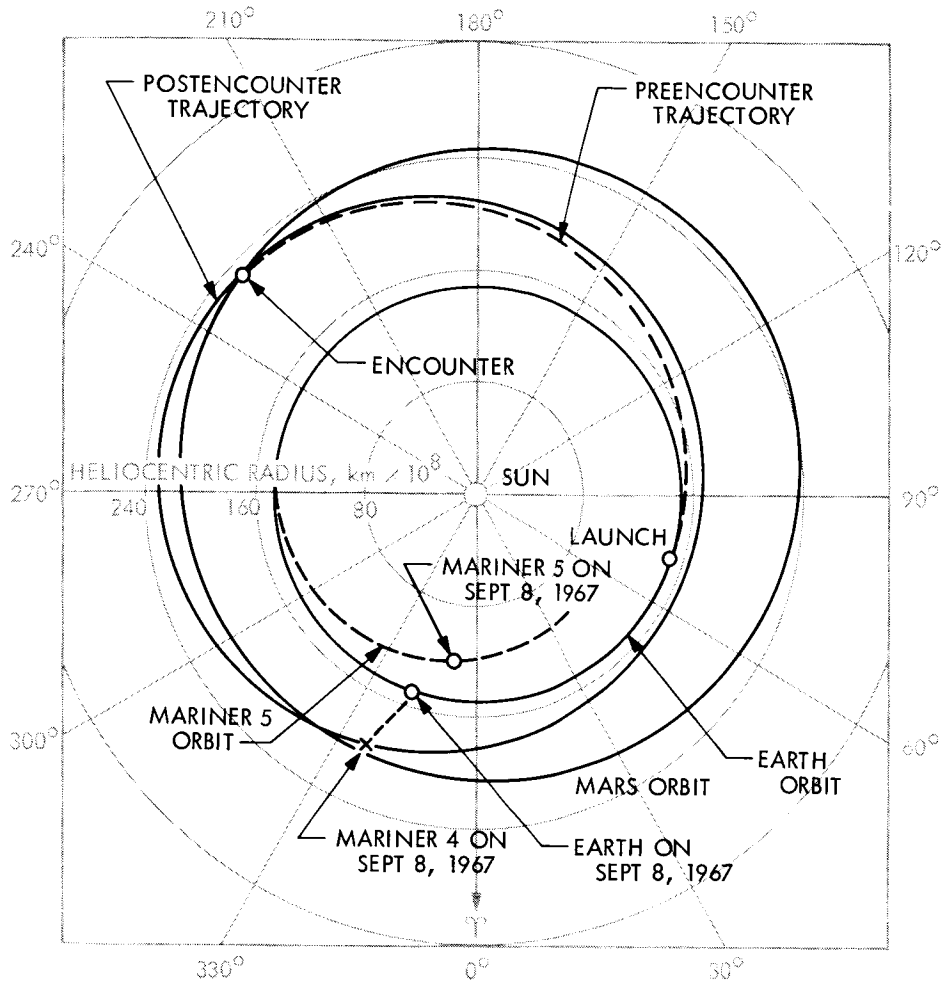 210°
180°
150°
POSTENCOUNTER
TRAJECTORY
PREENCOUNTER
TRAJECTORY
240°
120°
ENCOUNTER
HELIOCENTRIC RADIUS, km / 10⁸
SUN
270°
240
160
80
90°
LAUNCH
MARINER 5 ON
SEPT 8, 1967
MARINER 5
ORBIT
300°
60°
EARTH
ORBIT
MARS ORBIT
MARINER 4 ON
SEPT 8, 1967
EARTH ON
SEPT 8, 1967
♈
330°
0°
30°